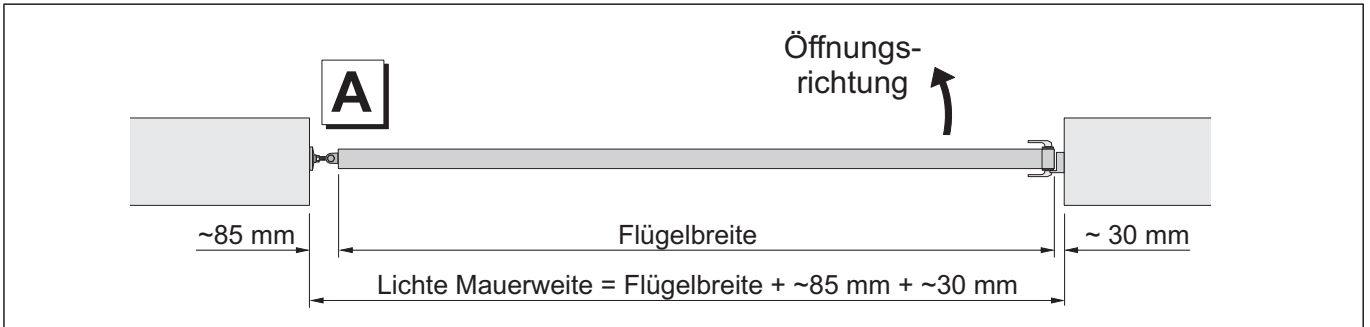 Öffnungs-
richtung
A
~85 mm
Flügelbreite
~ 30 mm
Lichte Mauerweite = Flügelbreite + ~85 mm + ~30 mm